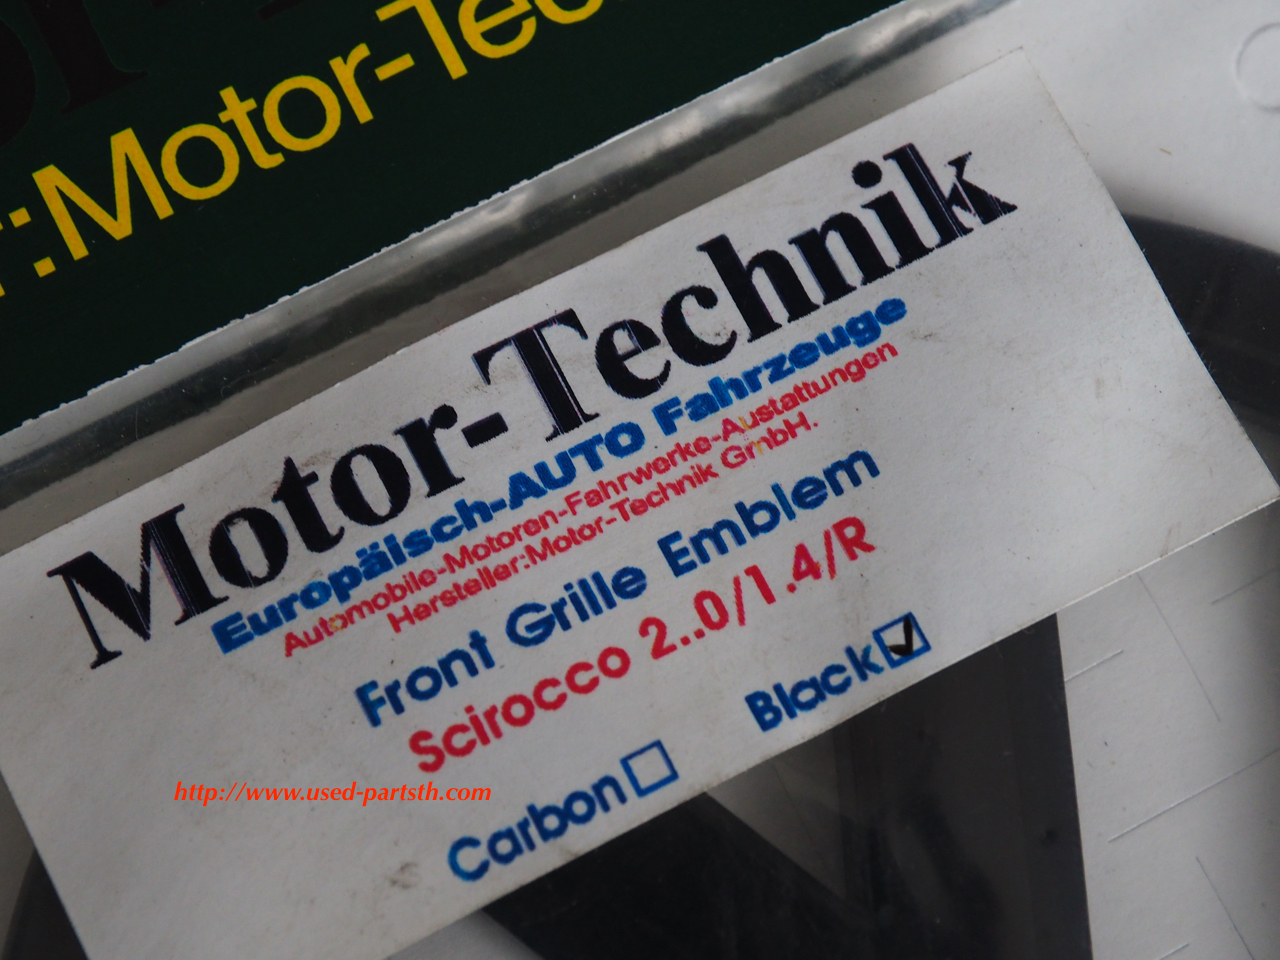 r:Motor-Tec
Motor-Technik
Europäisch-AUTO Fahrzeuge
Automobile-Motoren-Fahrwerke-Austattungen
Hersteller:Motor-Technik GmbH.
Front Grille Emblem
Scirocco 2..0/1.4/R
Carbon Black
http://www.used-partsth.com